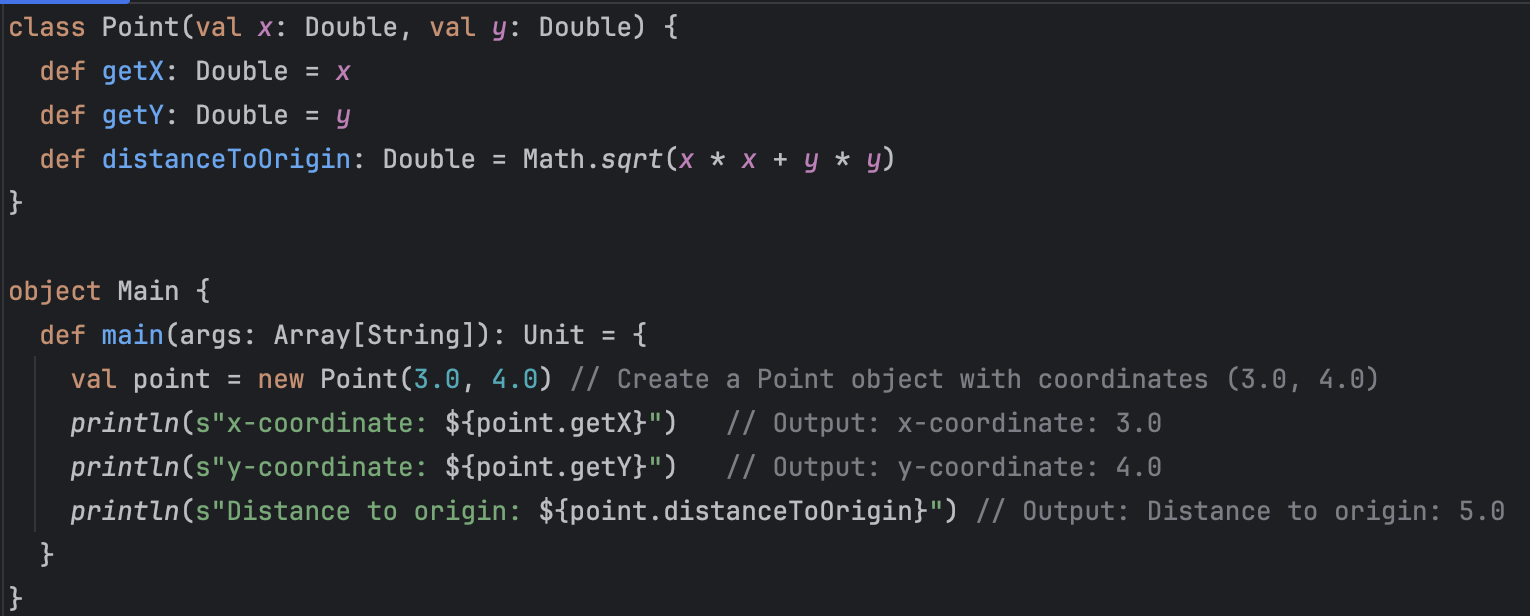 class Point(val x: Double, val y: Double) {
  def getX: Double = x
  def getY: Double = y
  def distanceToOrigin: Double = Math.sqrt(x * x + y * y)
}

object Main {
  def main(args: Array[String]): Unit = {
    val point = new Point(3.0, 4.0) // Create a Point object with coordinates (3.0, 4.0)
    println(s"x-coordinate: ${point.getX}")   // Output: x-coordinate: 3.0
    println(s"y-coordinate: ${point.getY}")   // Output: y-coordinate: 4.0
    println(s"Distance to origin: ${point.distanceToOrigin}") // Output: Distance to origin: 5.0
  }
}